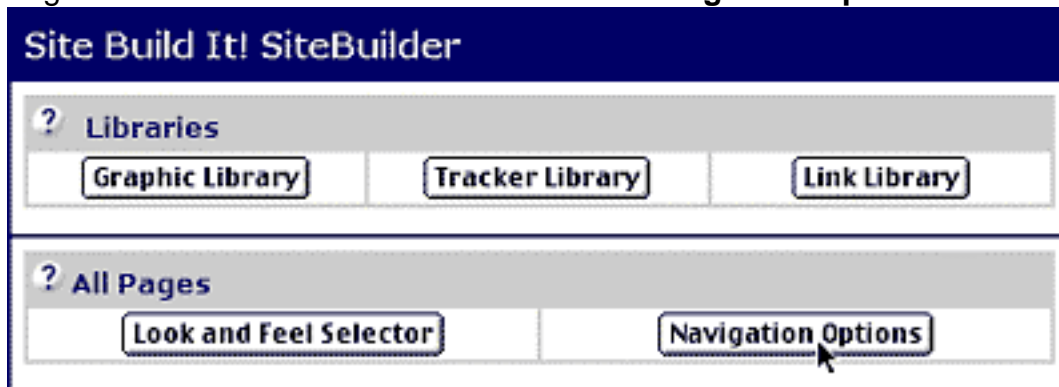 Site Build It! SiteBuilder
? Libraries
Graphic Library Tracker Library Link Library
? All Pages
Look and Feel Selector Navigation Options